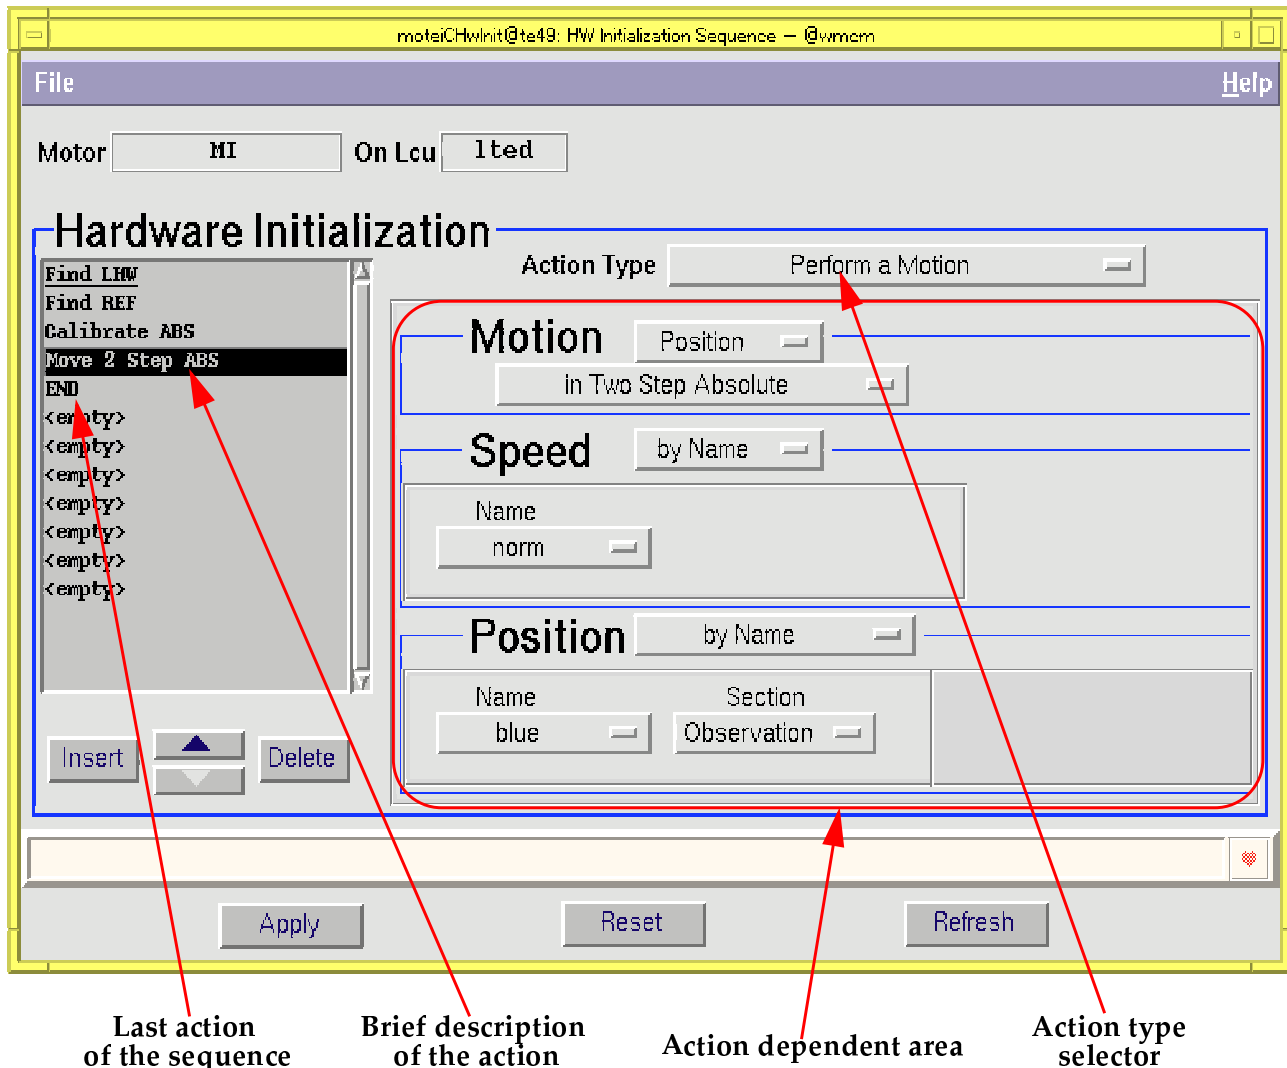 moteiCHwInit@te49: HW Initialization Sequence – @wmem
File Help
Motor MI On Lcu lted
Hardware Initialization
Action Type Perform a Motion
Find LHW
Find REF
Calibrate ABS
Move 2 Step ABS
END
<empty>
<empty>
<empty>
<empty>
<empty>
<empty>
<empty>
Insert Delete
Motion Position
in Two Step Absolute
Speed by Name
Name
norm
Position by Name
Name Section
blue Observation
Apply Reset Refresh
Last action
of the sequence
Brief description
of the action
Action dependent area
Action type
selector